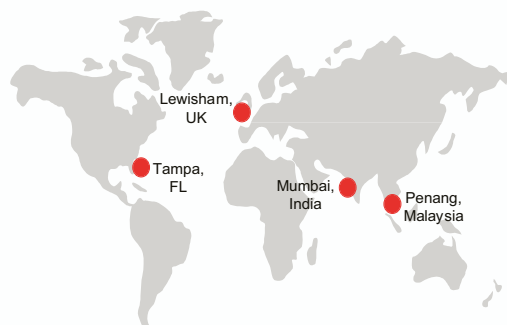 Lewisham,
UK
Tampa,
FL
Mumbai,
India
Penang,
Malaysia